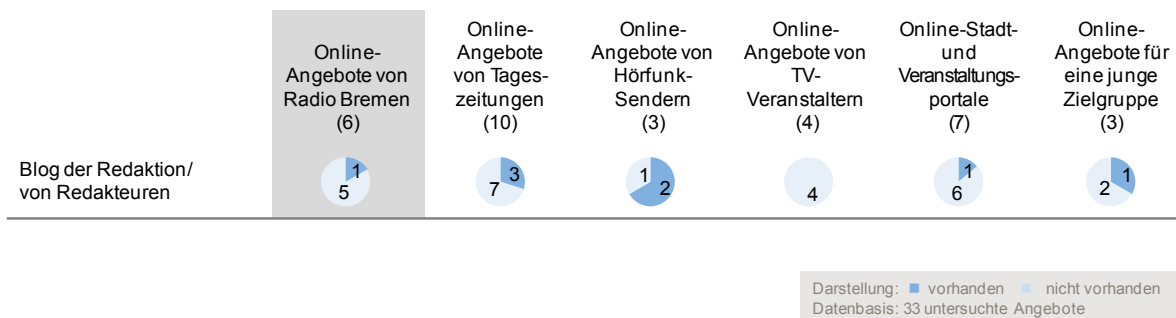 Online-
Angebote von
Radio Bremen
(6)
Online-
Angebote
von Tages-
zeitungen
(10)
Online-
Angebote von
Hörfunk-
Sendern
(3)
Online-
Angebote von
TV-
Veranstaltern
(4)
Online-Stadt-
und
Veranstaltungs-
portale
(7)
Online-
Angebote für
eine junge
Zielgruppe
(3)
Blog der Redaktion/
von Redakteuren
1
5
3
7
1
2
4
1
6
1
2
Darstellung: vorhanden nicht vorhanden
Datenbasis: 33 untersuchte Angebote